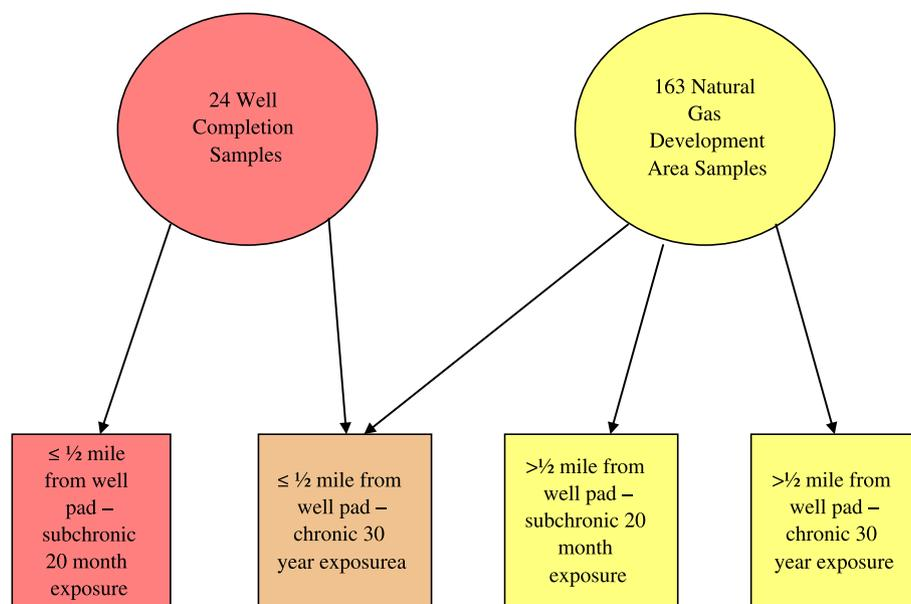 24 Well
Completion
Samples
163 Natural
Gas
Development
Area Samples
≤ ½ mile
from well
pad –
subchronic
20 month
exposure
≤ ½ mile from
well pad –
chronic 30
year exposurea
>½ mile from
well pad –
subchronic 20
month
exposure
>½ mile from
well pad –
chronic 30
year exposure